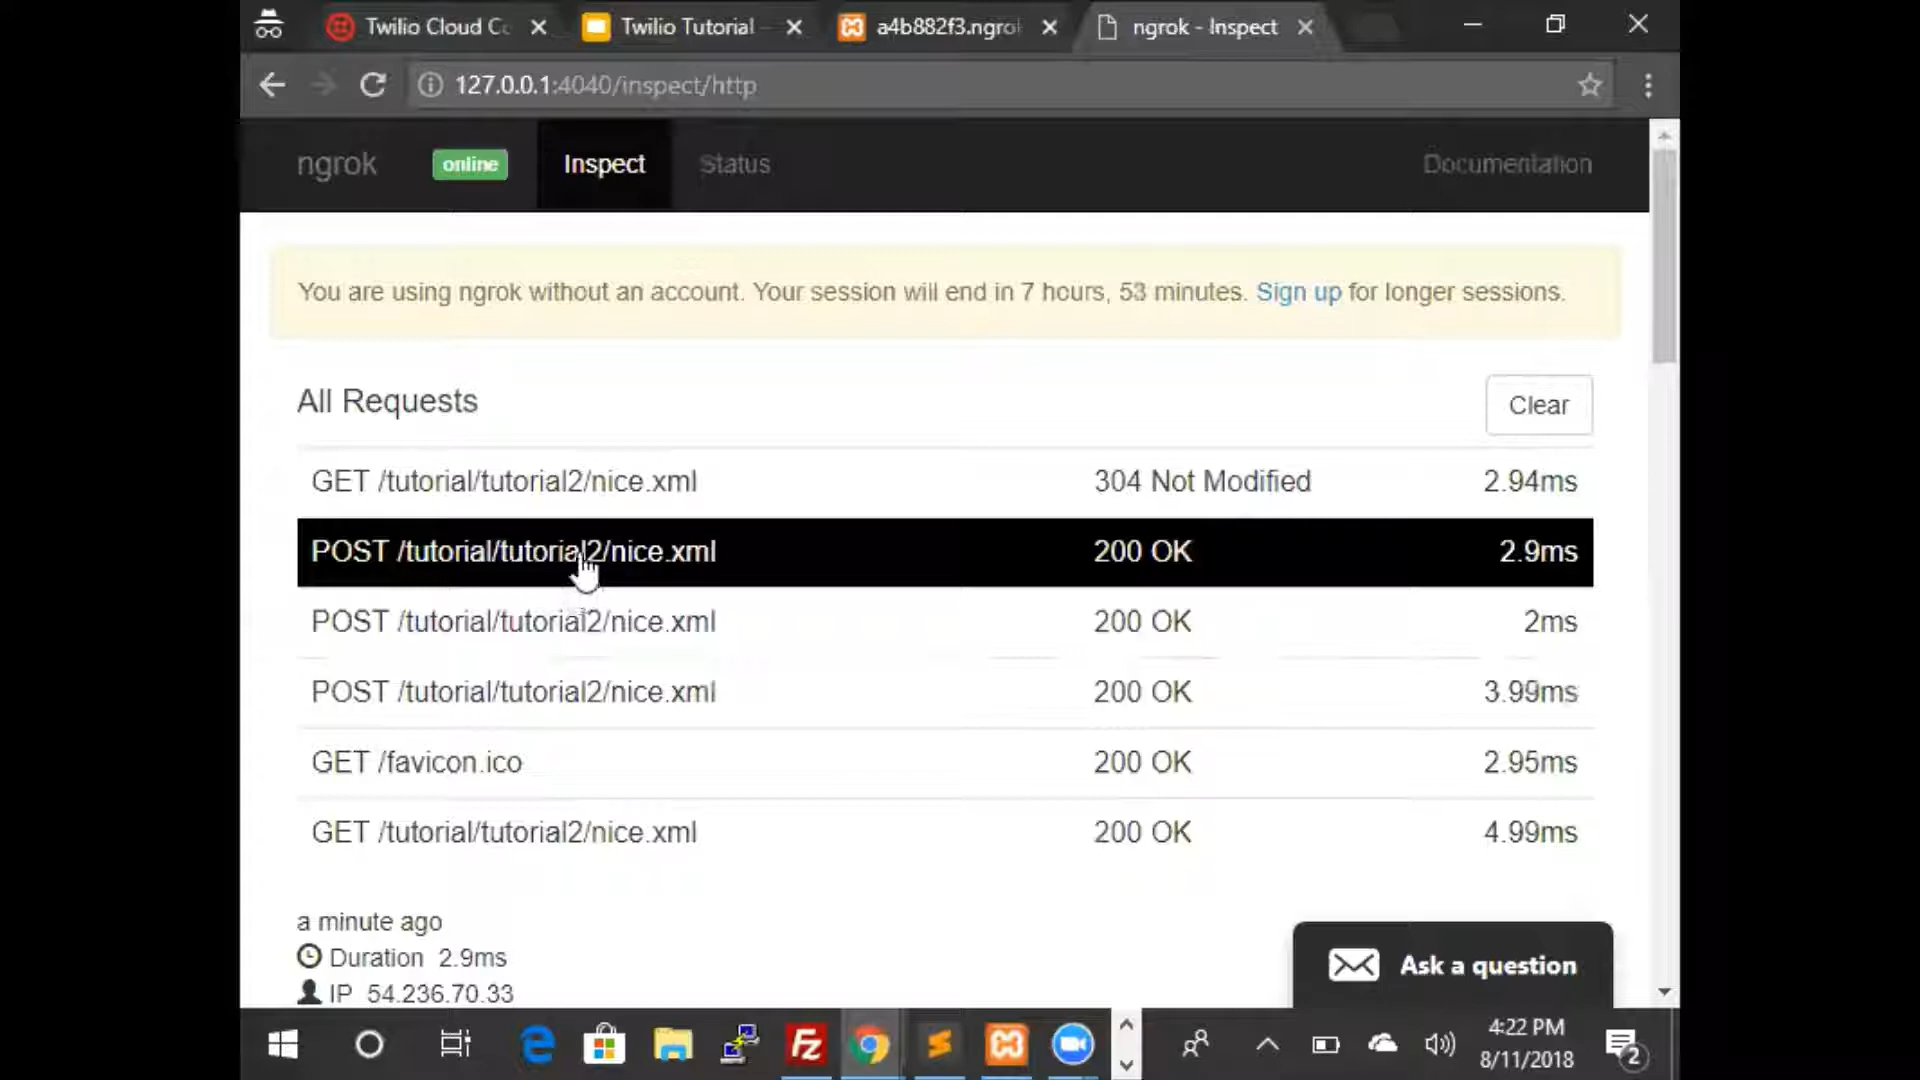 Twilio Cloud Co
Twilio Tutorial
a4b882f3.ngro
ngrok - Inspect
127.0.0.1:4040/inspect/http
ngrok
online
Inspect
Status
Documentation
You are using ngrok without an account. Your session will end in 7 hours, 53 minutes. Sign up for longer sessions.
All Requests
Clear
GET /tutorial/tutorial2/nice.xml 304 Not Modified 2.94ms
POST /tutorial/tutorial2/nice.xml 200 OK 2.9ms
POST /tutorial/tutorial2/nice.xml 200 OK 2ms
POST /tutorial/tutorial2/nice.xml 200 OK 3.99ms
GET /favicon.ico 200 OK 2.95ms
GET /tutorial/tutorial2/nice.xml 200 OK 4.99ms
a minute ago
Duration 2.9ms
IP 54.236.70.33
Ask a question
Fz
4:22 PM
8/11/2018
2